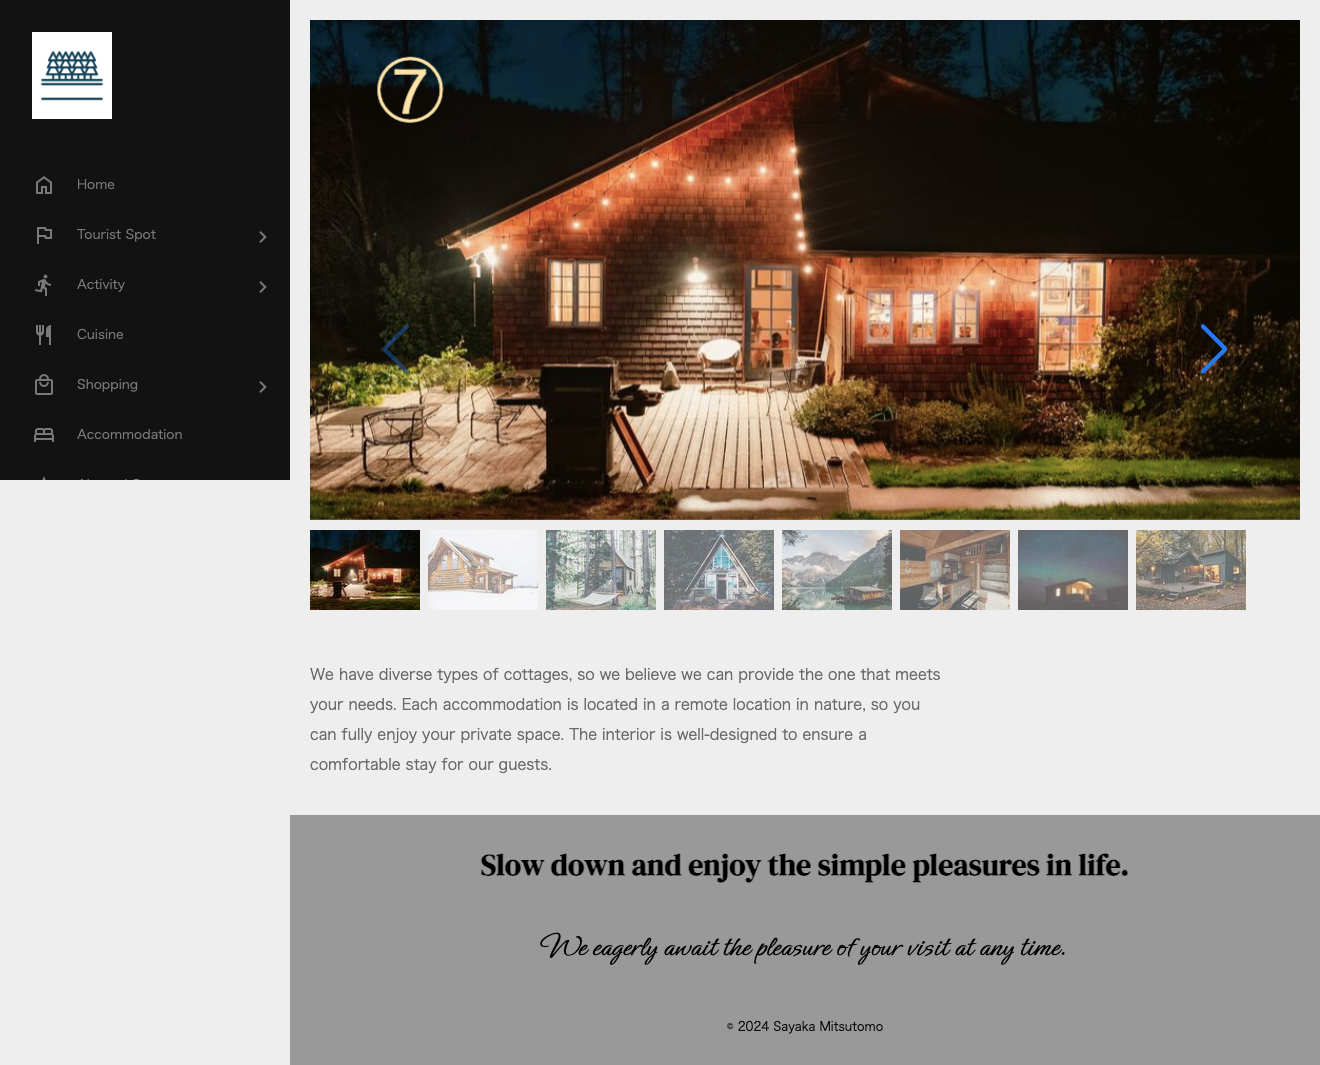 ⑦
Home
Tourist Spot
Activity
Cuisine
Shopping
Accommodation
We have diverse types of cottages, so we believe we can provide the one that meets
your needs. Each accommodation is located in a remote location in nature, so you
can fully enjoy your private space. The interior is well-designed to ensure a
comfortable stay for our guests.
Slow down and enjoy the simple pleasures in life.
We eagerly await the pleasure of your visit at any time.
© 2024 Sayaka Mitsutomo